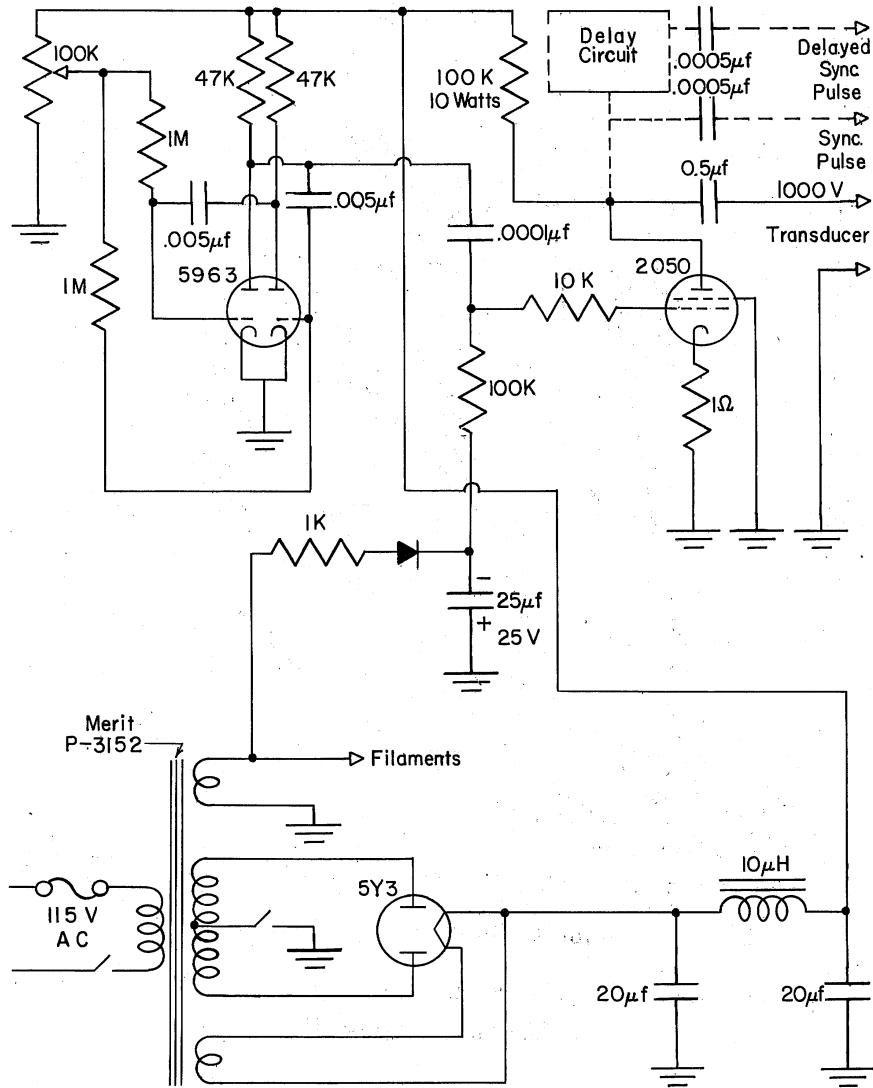 100K
47K
47K
100 K
10 Watts
Delay
Circuit
.0005µf
.0005µf
Delayed
Sync
Pulse
1M
Sync.
Pulse
0.5µf
1000 V
.005µf
.005µf
.0001µf
Transducer
5963
2050
1M
10 K
100K
1Ω
1K
−
25µf
+
25 V
Merit
P-3152
Filaments
10µH
5Y3
115 V
AC
20µf
20µf